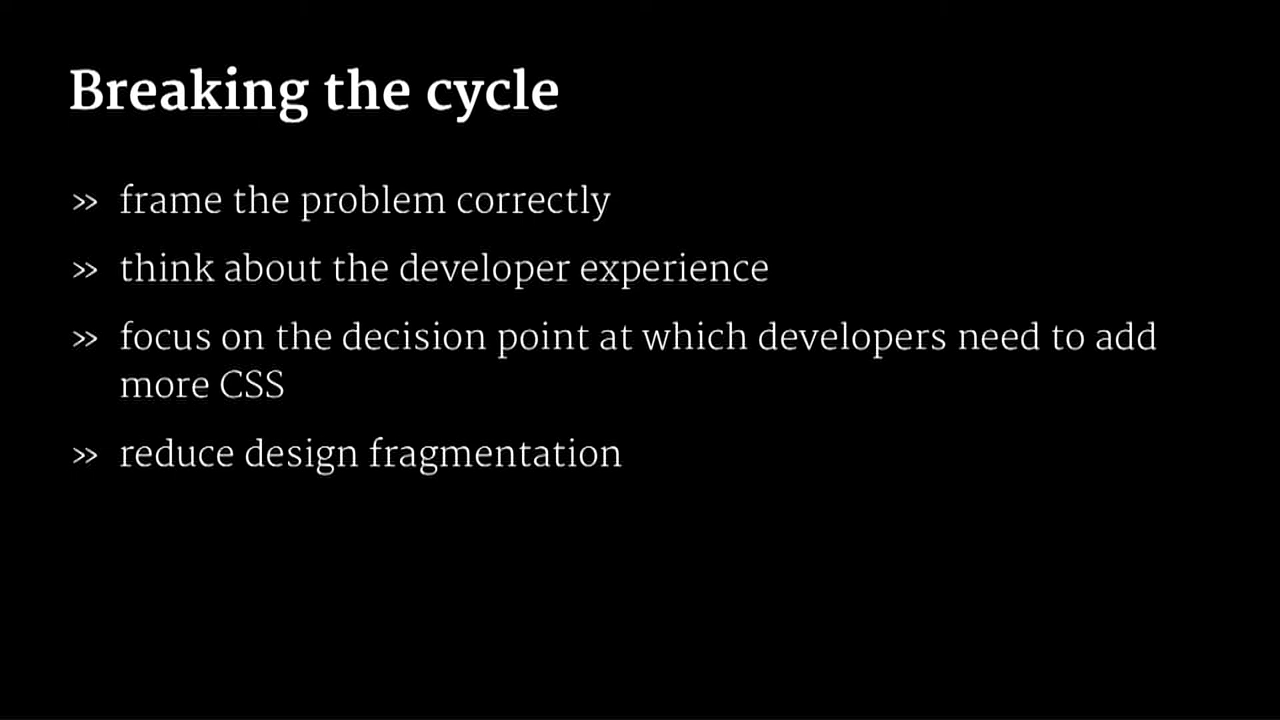 Breaking the cycle
» frame the problem correctly
» think about the developer experience
» focus on the decision point at which developers need to add
more CSS
» reduce design fragmentation